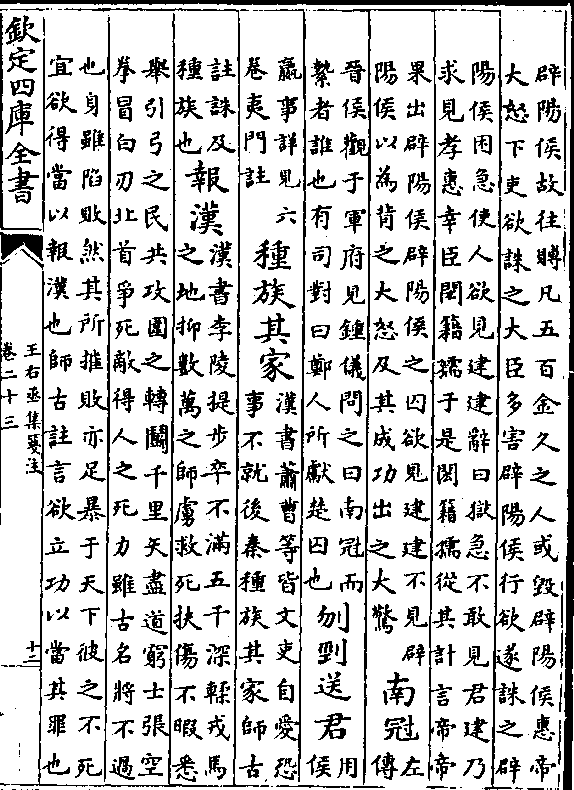 辟陽侯故往賻凡五百金久之人或毁辟陽侯惠帝
大怒下吏欲誅之大臣多害辟陽侯行欲遂誅之辟
陽侯困急使人欲見建建辭曰獄急不敢見君建乃
求見孝惠幸臣閎籍孺于是閎籍孺從其計言帝帝
果出辟陽侯辟陽侯之囚欲見建建不見辟
陽侯以為背之大怒及其成功出之大驚
南冠
左
傳
晉侯觀于軍府見鍾儀問之曰南冠而
縶者誰也有司對曰鄭人所獻楚囚也
刎剄送君
用
侯
嬴事詳見六
卷夷門註
種族其家
漢書蕭曹等皆文吏自愛恐
事不就後秦種族其家師古
註誅及
種族也
報漢
漢書李陵提步卒不滿五千深輮戎馬
之地抑數萬之師虜救死扶傷不暇悉
舉引弓之民共攻圍之轉鬬千里矢盡道窮士張空
拳冒白刃北首爭死敵得人之死力雖古名將不過
也身雖陷敗然其所摧敗亦足暴于天下彼之不死
宜欲得當以報漢也師古註言欲立功以當其罪也
欽定四庫全書
王右丞集箋注
卷二十三
十二